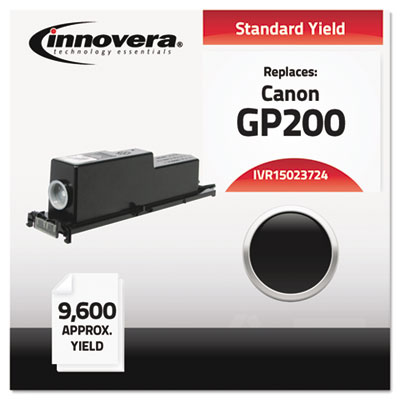 innovera
technology essentials
Standard Yield
Replaces:
Canon
GP200
IVR15023724
9,600
APPROX.
YIELD